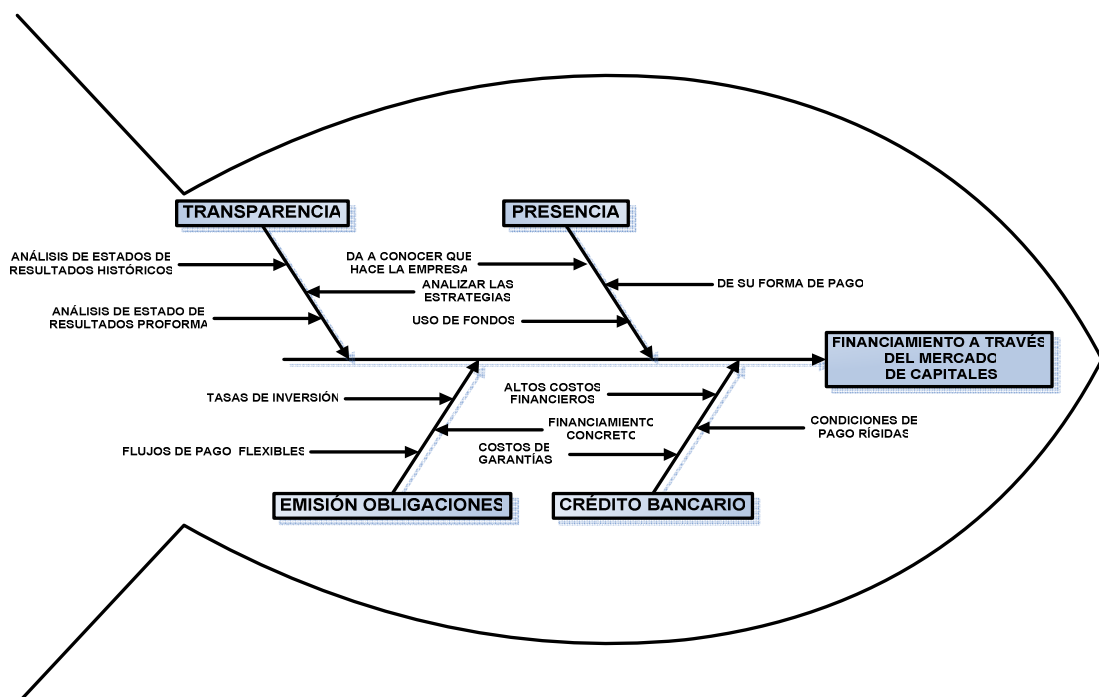 TRANSPARENCIA
PRESENCIA
ANÁLISIS DE ESTADOS DE
RESULTADOS HISTÓRICOS
DA A CONOCER QUE
HACE LA EMPRESA
ANALIZAR LAS
ESTRATEGIAS
DE SU FORMA DE PAGO
ANÁLISIS DE ESTADO DE
RESULTADOS PROFORMA
USO DE FONDOS
FINANCIAMIENTO A TRAVÉS
DEL MERCADO
DE CAPITALES
TASAS DE INVERSIÓN
ALTOS COSTOS
FINANCIEROS
FINANCIAMIENTO
CONCRETO
CONDICIONES DE
PAGO RÍGIDAS
FLUJOS DE PAGO FLEXIBLES
COSTOS DE
GARANTÍAS
EMISIÓN OBLIGACIONES
CRÉDITO BANCARIO